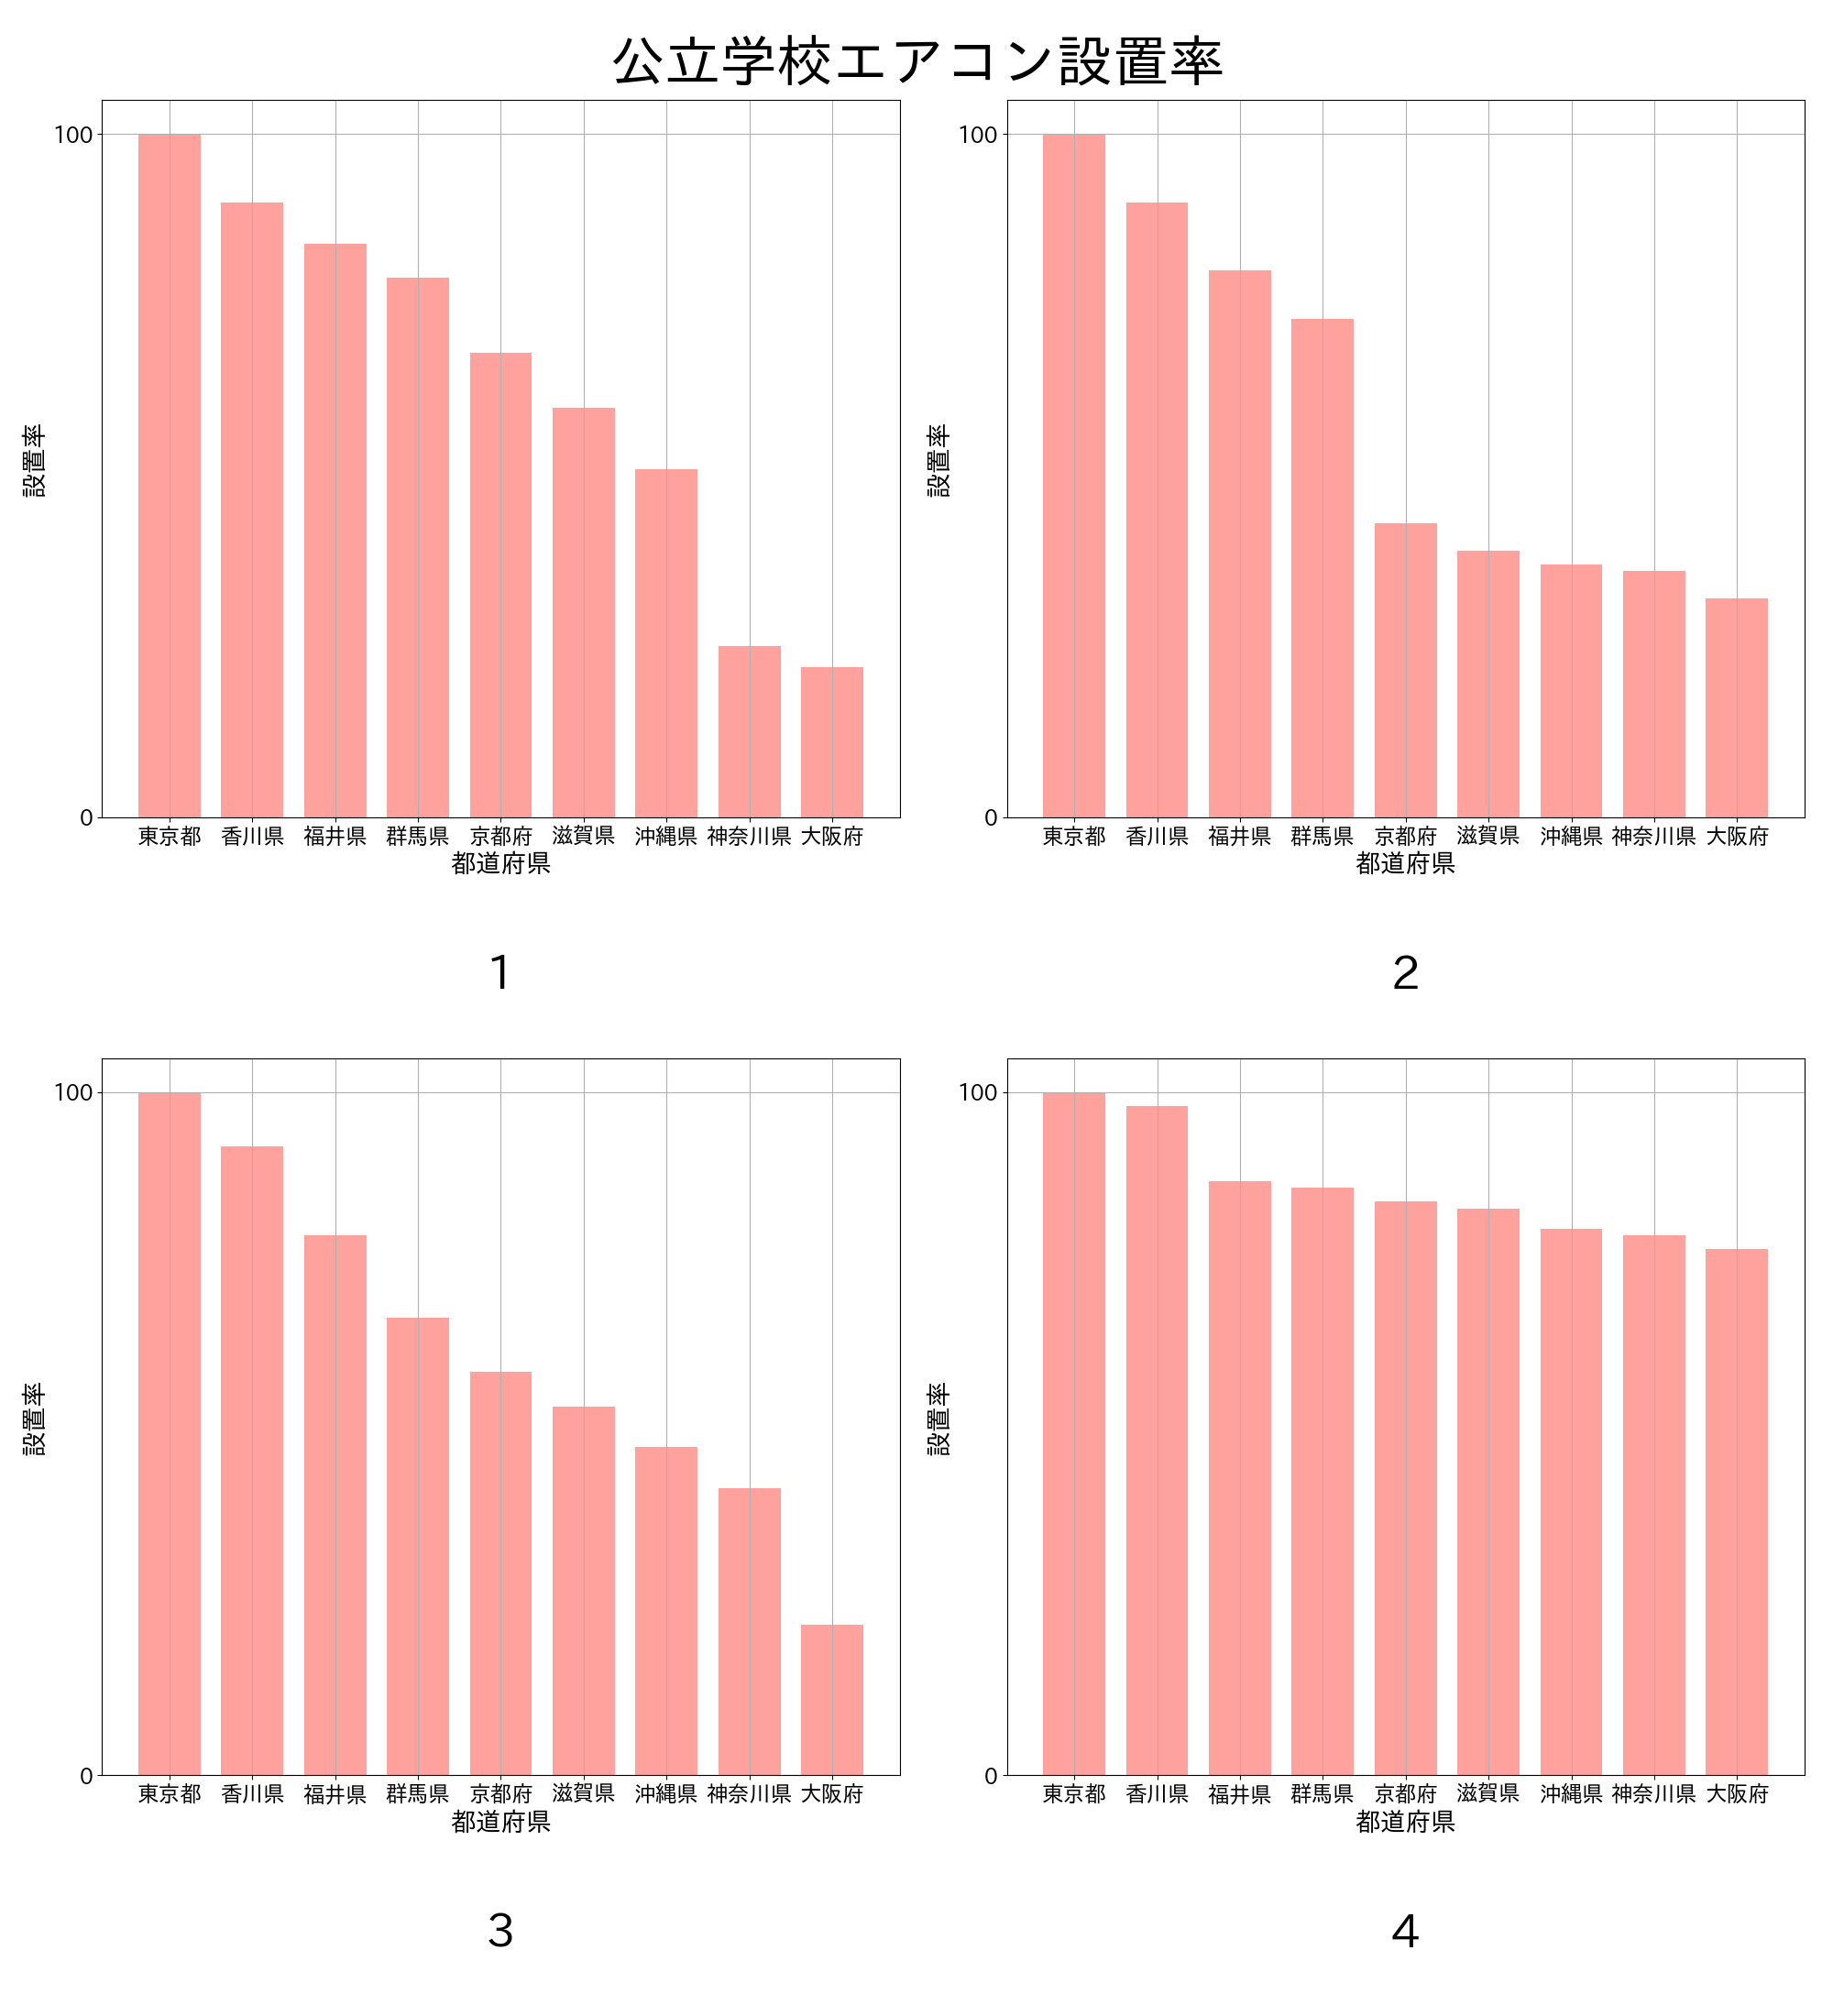 公立学校エアコン設置率
100
0
設置率
東京都 香川県 福井県 群馬県 京都府 滋賀県 沖縄県 神奈川県 大阪府
都道府県
1
100
0
設置率
東京都 香川県 福井県 群馬県 京都府 滋賀県 沖縄県 神奈川県 大阪府
都道府県
2
100
0
設置率
東京都 香川県 福井県 群馬県 京都府 滋賀県 沖縄県 神奈川県 大阪府
都道府県
3
100
0
設置率
東京都 香川県 福井県 群馬県 京都府 滋賀県 沖縄県 神奈川県 大阪府
都道府県
4